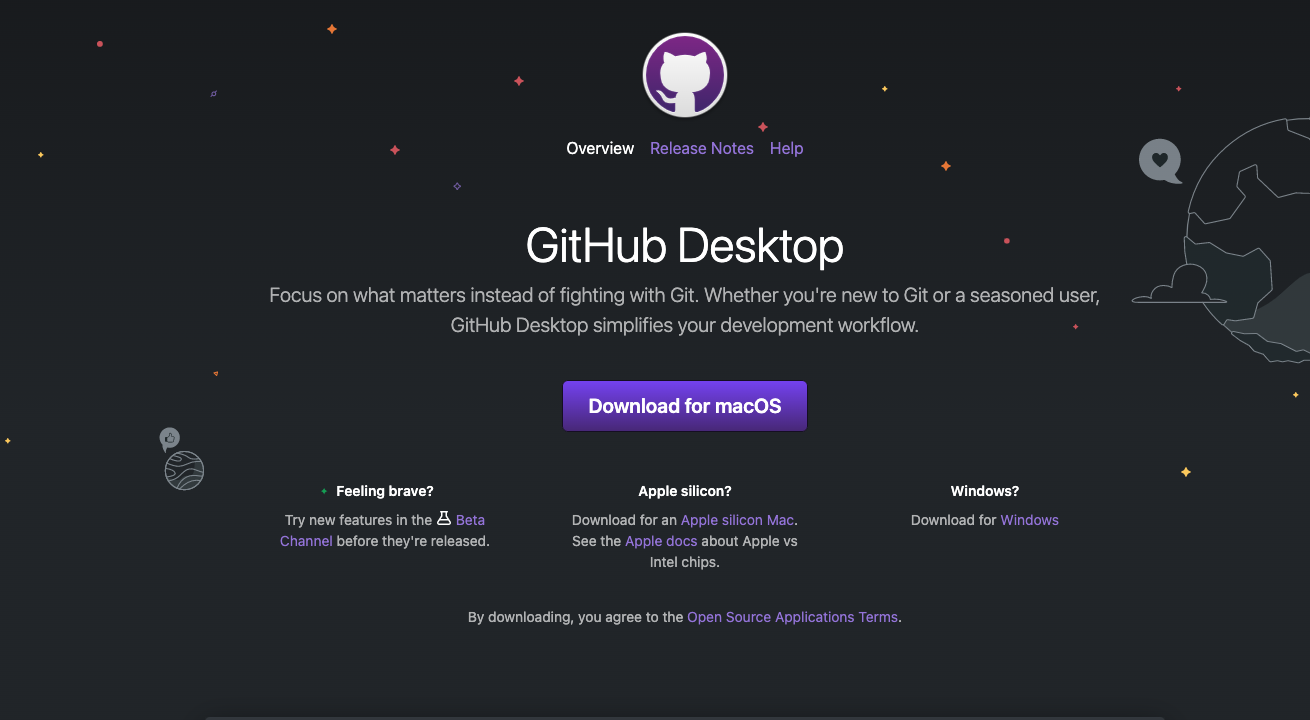 Overview Release Notes Help
GitHub Desktop
Focus on what matters instead of fighting with Git. Whether you're new to Git or a seasoned user,
GitHub Desktop simplifies your development workflow.
Download for macOS
Feeling brave?
Try new features in the Beta
Channel before they're released.
Apple silicon?
Download for an Apple silicon Mac.
See the Apple docs about Apple vs
Intel chips.
Windows?
Download for Windows
By downloading, you agree to the Open Source Applications Terms.